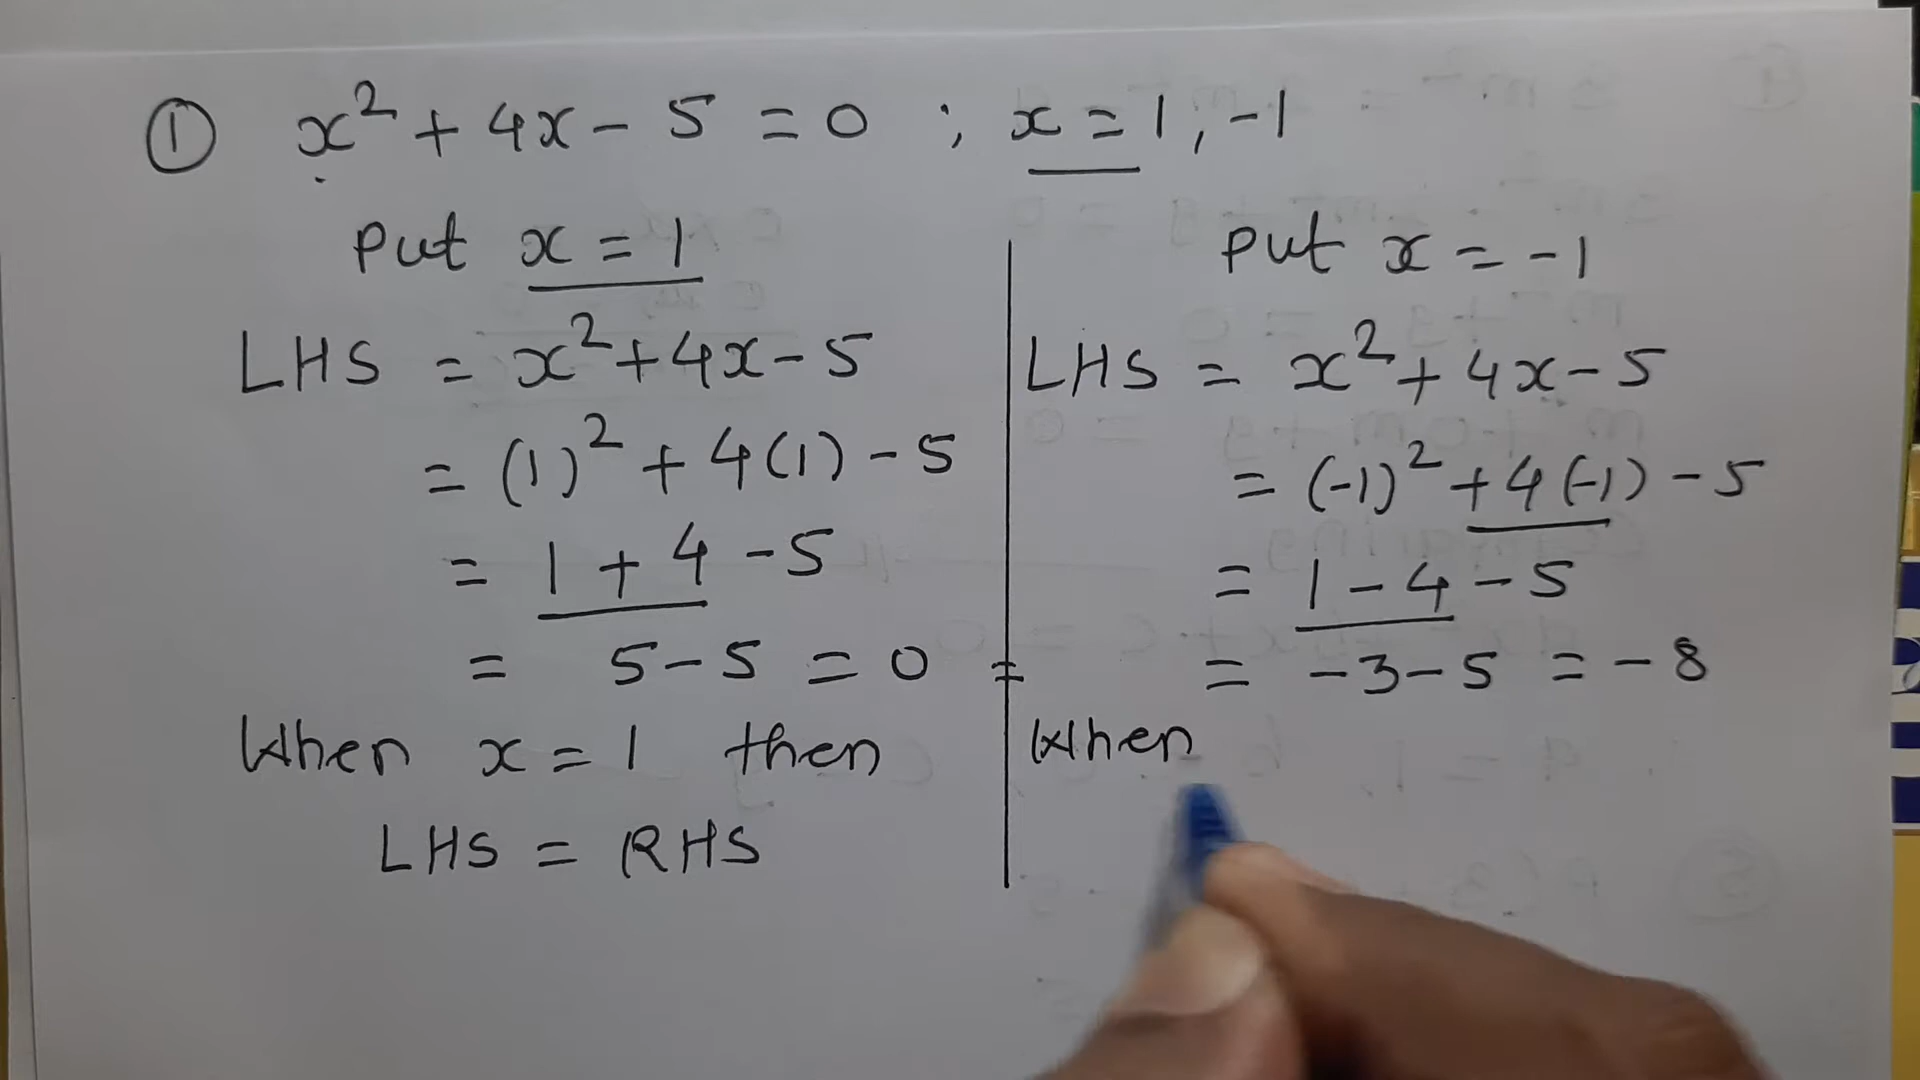 ① x² + 4x - 5 = 0 ; x = 1, -1
Put x = 1
LHS = x² + 4x - 5
= (1)² + 4(1) - 5
= 1 + 4 - 5
= 5 - 5 = 0
When x = 1 then
LHS = RHS
Put x = -1
LHS = x² + 4x - 5
= (-1)² + 4(-1) - 5
= 1 - 4 - 5
= -3 - 5 = -8
When